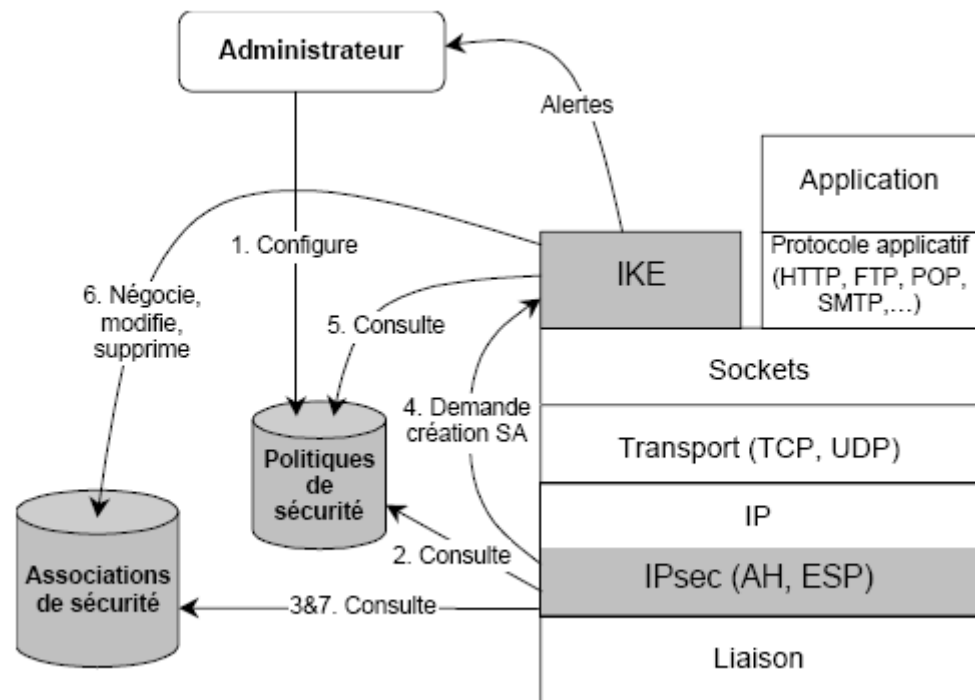 Administrateur
Alertes
Application
1. Configure
IKE
Protocole applicatif
(HTTP, FTP, POP,
SMTP,...)
6. Négocie,
modifie,
supprime
5. Consulte
Sockets
4. Demande
création SA
Transport (TCP, UDP)
Politiques
de
sécurité
IP
2. Consulte
IPsec (AH, ESP)
Associations
de sécurité
3&7. Consulte
Liaison